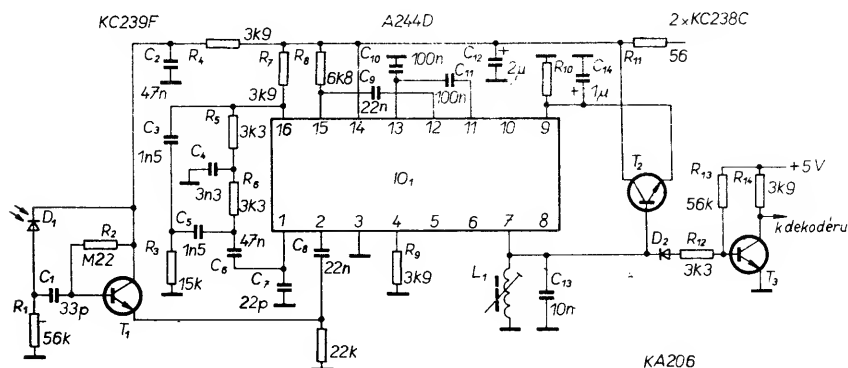 KC239F
A244D
2×KC238C
C2
47n
R4
3k9
R7
3k9
R8
6k8
C9
22n
C10
100n
C11
100n
C12
+
2µ
R10
C14
+
1µ
R11
56
C3
1n5
R5
3k3
C4
3n3
R6
3k3
C5
1n5
47n
C6
R3
15k
16 15 14 13 12 11 10 9
IO1
1 2 3 4 5 6 7 8
T2
R13
56k
R14
3k9
+5V
k dekodéru
D1
R2
M22
C1
33p
R1
56k
T1
C7
22p
C8
22n
22k
R9
3k9
L1
C13
10n
D2
R12
3k3
T3
KA206